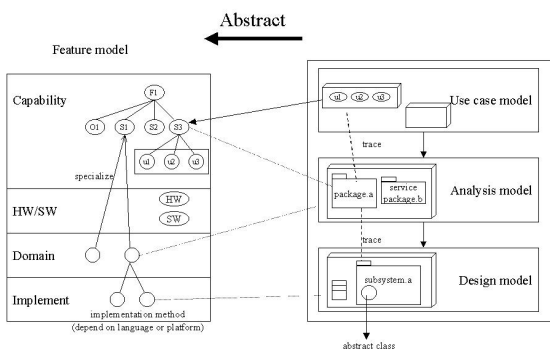 Abstract
Feature model
Capability
F1
O1 S1 S2 S3
u1 u2 u3
specialize
HW/SW
HW
SW
Domain
Implement
implementation method
(depend on language or platform)
u1 u2 u3
Use case model
trace
package.a
service
package.b
Analysis model
trace
subsystem.a
Design model
abstract class